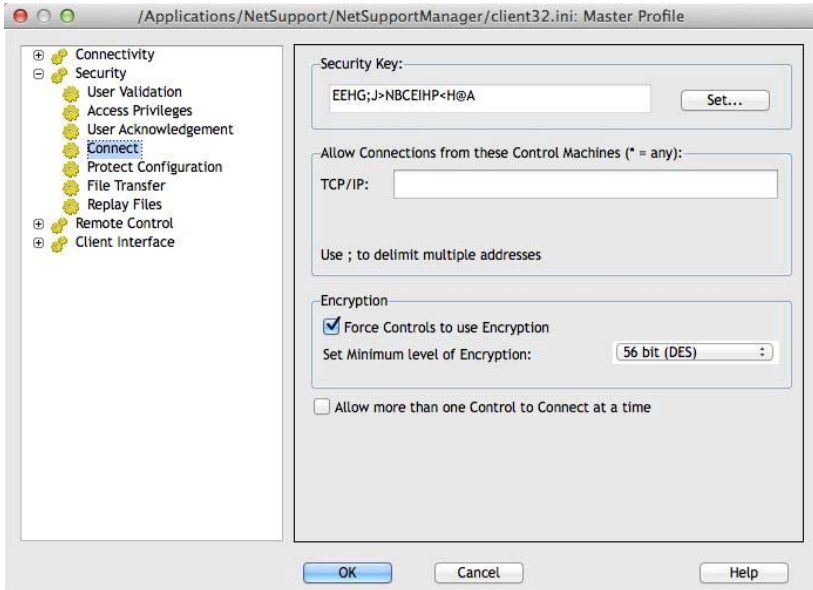 /Applications/NetSupport/NetSupportManager/client32.ini: Master Profile
Connectivity
Security
User Validation
Access Privileges
User Acknowledgement
Connect
Protect Configuration
File Transfer
Replay Files
Remote Control
Client Interface
Security Key:
EEHG;J>NBCEIHP<H@A
Set...
Allow Connections from these Control Machines (* = any):
TCP/IP:
Use ; to delimit multiple addresses
Encryption
Force Controls to use Encryption
Set Minimum level of Encryption:
56 bit (DES)
Allow more than one Control to Connect at a time
OK
Cancel
Help